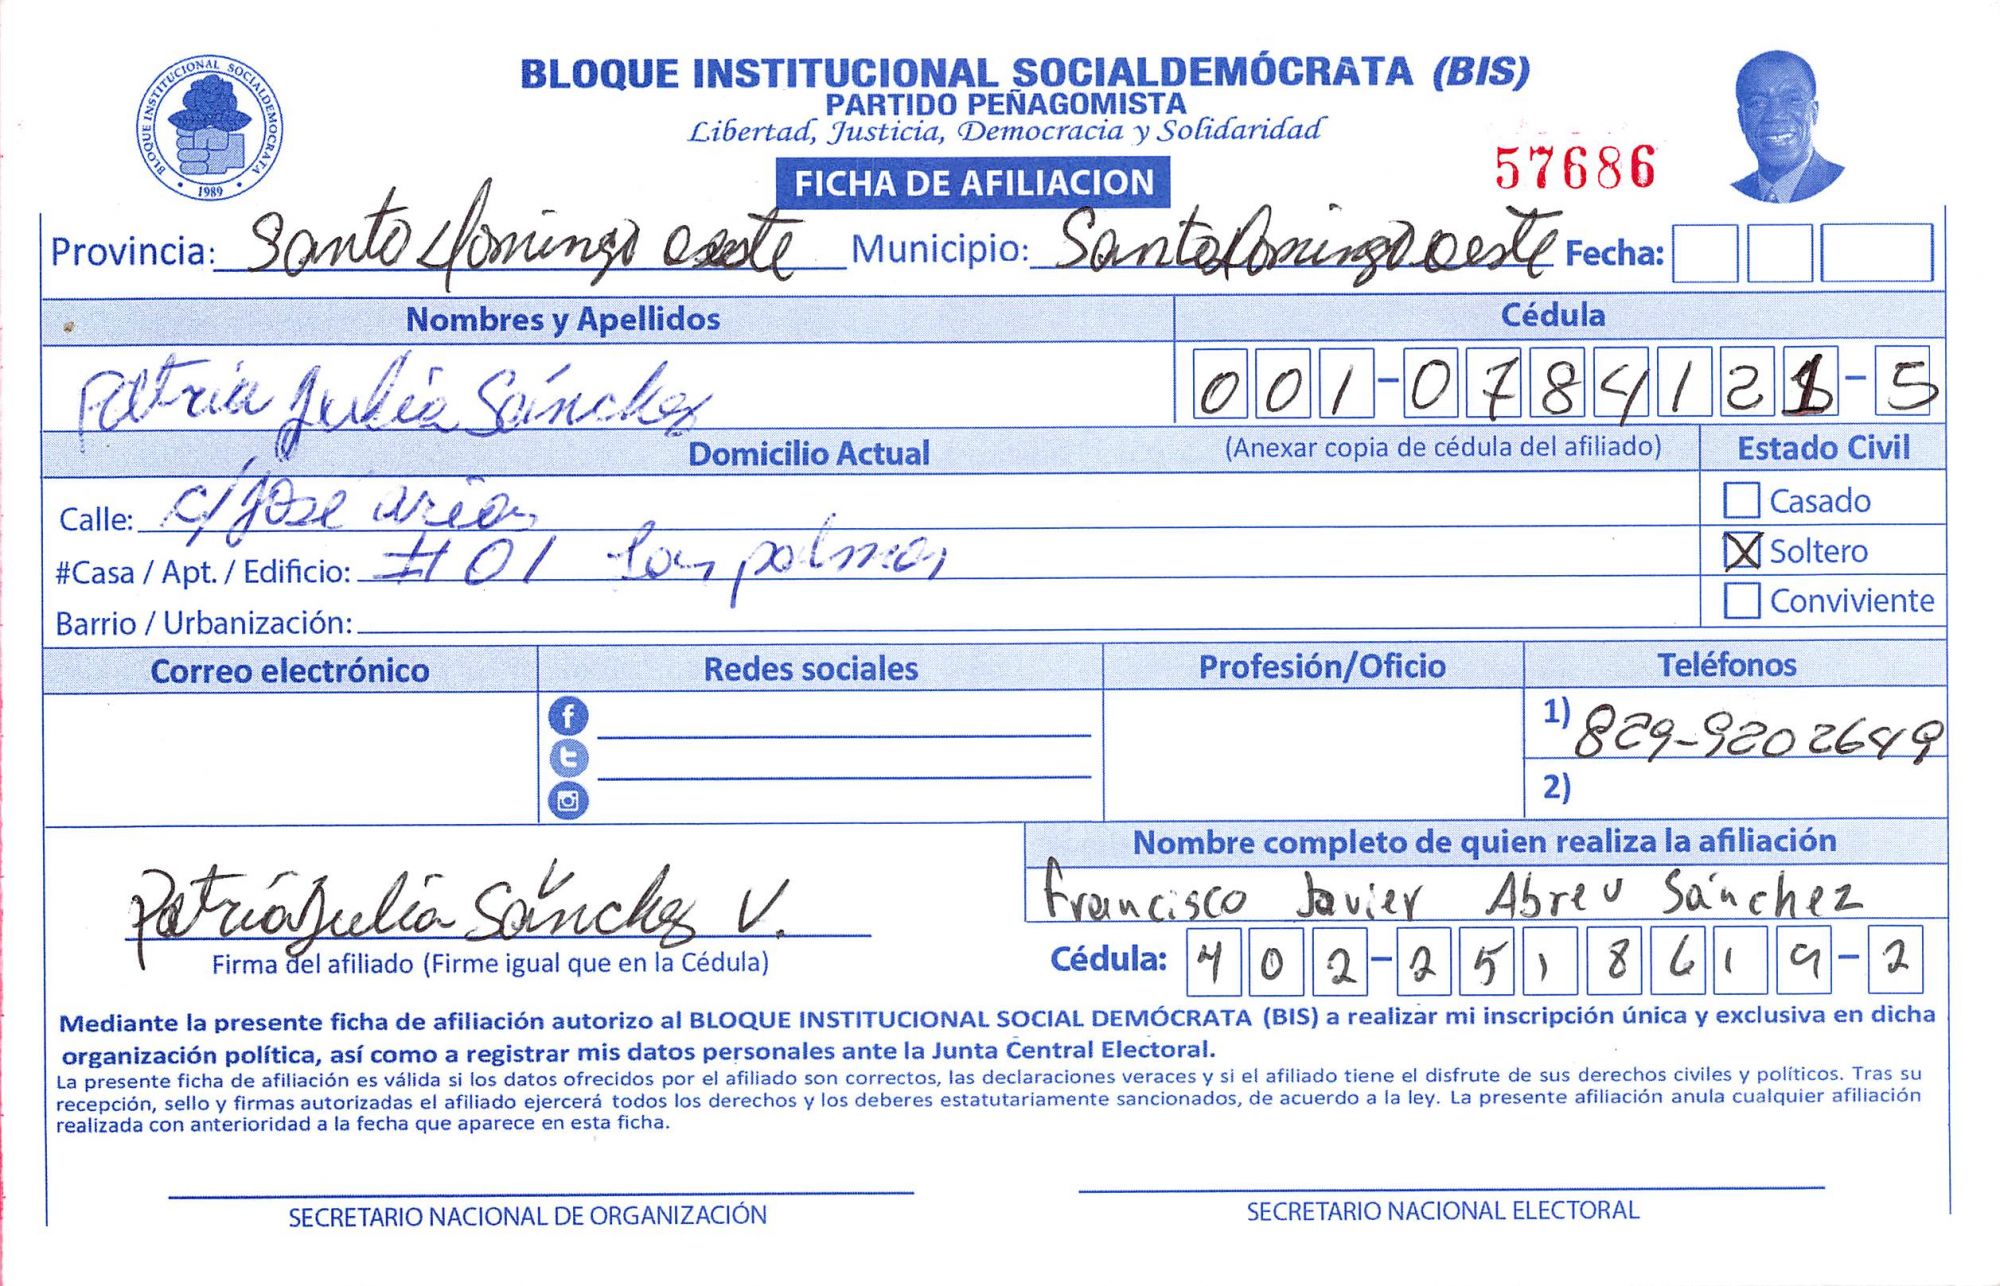 BLOQUE INSTITUCIONAL SOCIALDEMOCRATA
1989
BLOQUE INSTITUCIONAL SOCIALDEMÓCRATA (BIS)
PARTIDO PEÑAGOMISTA
Libertad, Justicia, Democracia y Solidaridad
57686
FICHA DE AFILIACION
Provincia: Santo Domingo oeste Municipio: Santo Domingo oeste Fecha:
Nombres y Apellidos Cédula
Patria Julia Sánchez 001-0784121-5
Domicilio Actual (Anexar copia de cédula del afiliado) Estado Civil
Calle: c/ Jose Casado
#Casa / Apt. / Edificio: #01 Las palmas Soltero
Barrio / Urbanización: Conviviente
Correo electrónico Redes sociales Profesión/Oficio Teléfonos
1) 829-920 2649
2)
Nombre completo de quien realiza la afiliación
Francisco Javier Abreu Sánchez
Patria Julia Sánchez V.
Firma del afiliado (Firme igual que en la Cédula) Cédula: 402-2518619-2
Mediante la presente ficha de afiliación autorizo al BLOQUE INSTITUCIONAL SOCIAL DEMÓCRATA (BIS) a realizar mi inscripción única y exclusiva en dicha
organización política, así como a registrar mis datos personales ante la Junta Central Electoral.
La presente ficha de afiliación es válida si los datos ofrecidos por el afiliado son correctos, las declaraciones veraces y si el afiliado tiene el disfrute de sus derechos civiles y políticos. Tras su
recepción, sello y firmas autorizadas el afiliado ejercerá todos los derechos y los deberes estatutariamente sancionados, de acuerdo a la ley. La presente afiliación anula cualquier afiliación
realizada con anterioridad a la fecha que aparece en esta ficha.
SECRETARIO NACIONAL DE ORGANIZACIÓN SECRETARIO NACIONAL ELECTORAL